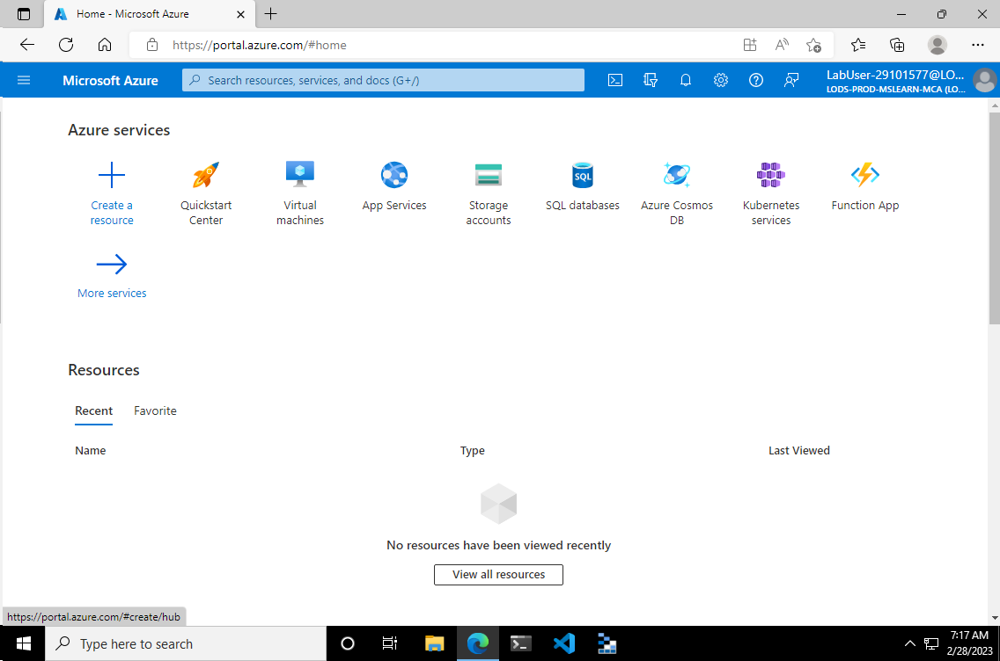 Home - Microsoft Azure
https://portal.azure.com/#home
Microsoft Azure
Search resources, services, and docs (G+/)
LabUser-29101577@LO...
LODS-PROD-MSLEARN-MCA (LO...
Azure services
Create a resource
Quickstart Center
Virtual machines
App Services
Storage accounts
SQL
SQL databases
Azure Cosmos DB
Kubernetes services
Function App
More services
Resources
Recent
Favorite
Name
Type
Last Viewed
No resources have been viewed recently
View all resources
https://portal.azure.com/#create/hub
Type here to search
7:17 AM
2/28/2023